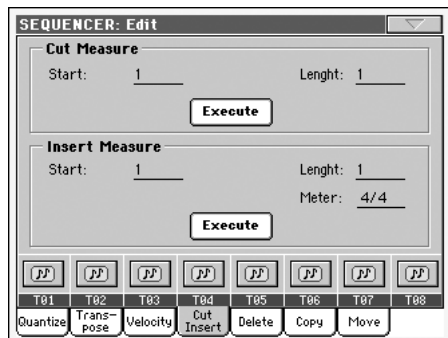 SEQUENCER: Edit
Cut Measure
Start: 1 Lenght: 1
Execute
Insert Measure
Start: 1 Lenght: 1
Meter: 4/4
Execute
T01 T02 T03 T04 T05 T06 T07 T08
Quantize Trans-pose Velocity Cut Insert Delete Copy Move